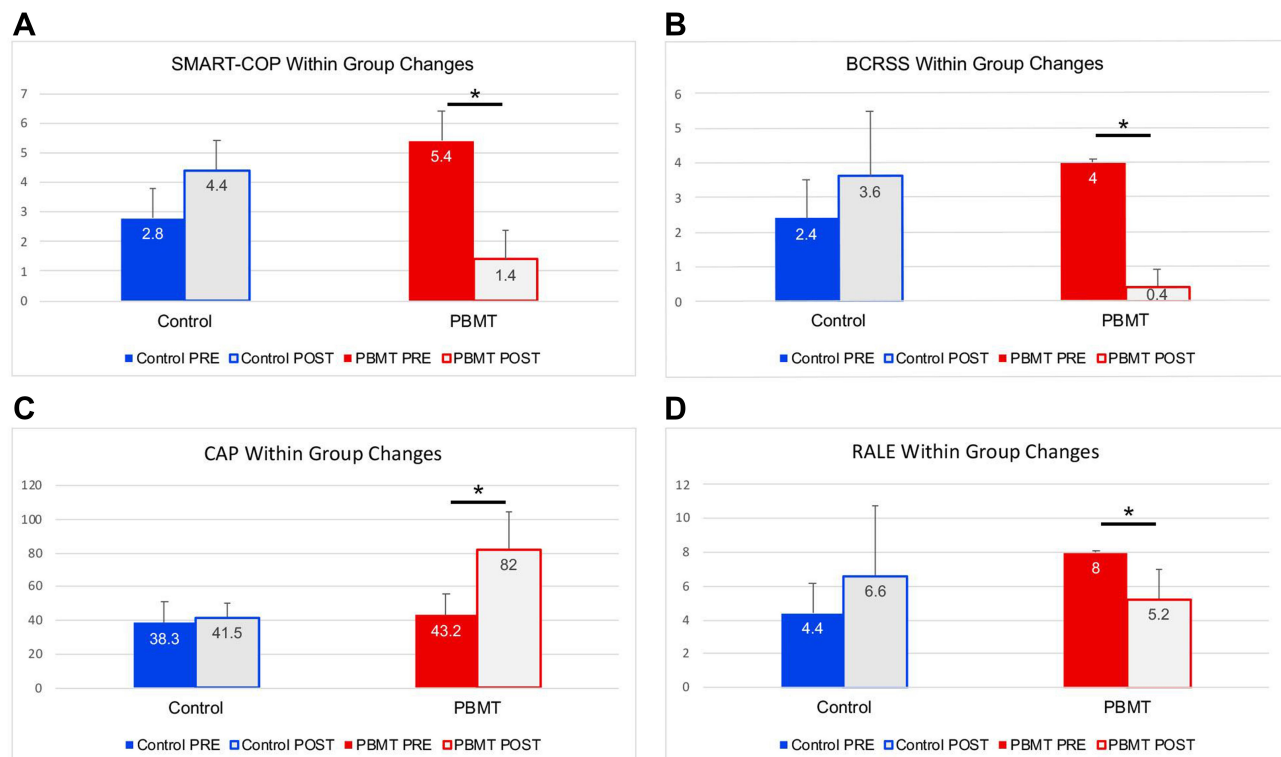 A
SMART-COP Within Group Changes
7
6
5
4
3
2
1
0
*
2.8
4.4
5.4
1.4
Control
PBMT
Control PRE Control POST PBMT PRE PBMT POST
B
BCRSS Within Group Changes
6
5
4
3
2
1
0
*
2.4
3.6
4
0.4
Control
PBMT
Control PRE Control POST PBMT PRE PBMT POST
C
CAP Within Group Changes
120
100
80
60
40
20
0
*
38.3
41.5
43.2
82
Control
PBMT
Control PRE Control POST PBMT PRE PBMT POST
D
RALE Within Group Changes
12
10
8
6
4
2
0
*
4.4
6.6
8
5.2
Control
PBMT
Control PRE Control POST PBMT PRE PBMT POST